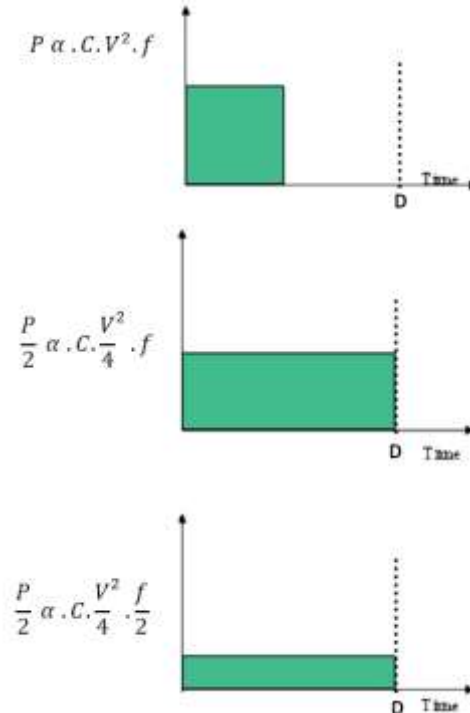 P α . C . V² . f
Time
D
P/2 α . C . V²/4 . f
D
Time
P/2 α . C . V²/4 . f/2
D
Time